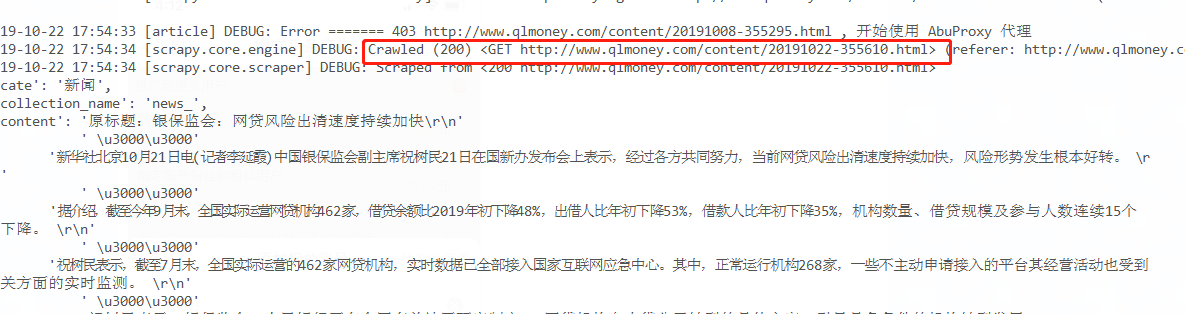 19-10-22 17:54:33 [article] DEBUG: Error ======= 403 http://www.qlmoney.com/content/20191008-355295.html , 开始使用 AbuProxy 代理
19-10-22 17:54:34 [scrapy.core.engine] DEBUG: Crawled (200) <GET http://www.qlmoney.com/content/20191022-355610.html> (referer: http://www.qlmoney.c
19-10-22 17:54:34 [scrapy.core.scraper] DEBUG: Scraped from <200 http://www.qlmoney.com/content/20191022-355610.html>
cate': '新闻',
collection_name': 'news_',
content': '原标题：银保监会：网贷风险出清速度持续加快\r\n'
' \u3000\u3000'
'新华社北京10月21日电(记者李延霞)中国银保监会副主席祝树民21日在国新办发布会上表示，经过各方共同努力，当前网贷风险出清速度持续加快，风险形势发生根本好转。 \r
'
' \u3000\u3000'
'据介绍，截至今年9月末，全国实际运营网贷机构462家，借贷余额比2019年初下降48%，出借人比年初下降53%，借款人比年初下降35%，机构数量、借贷规模及参与人数连续15个
下降。 \r\n'
' \u3000\u3000'
'祝树民表示，截至7月末，全国实际运营的462家网贷机构，实时数据已全部接入国家互联网应急中心。其中，正常运行机构268家，一些不主动申请接入的平台其经营活动也受到
关方面的实时监测。 \r\n'
' \u3000\u3000'